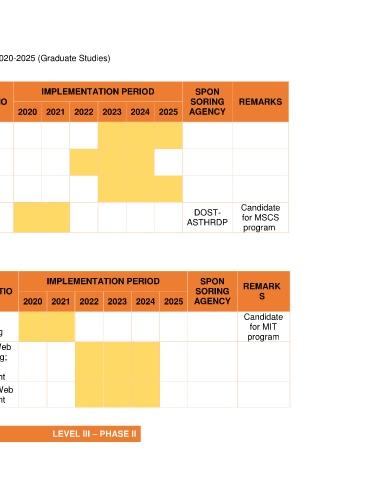 020-2025 (Graduate Studies)
IO IMPLEMENTATION PERIOD SPON SORING AGENCY REMARKS
2020 2021 2022 2023 2024 2025
DOST-ASTHRDP Candidate for MSCS program
TIO IMPLEMENTATION PERIOD SPON SORING AGENCY REMARK S
2020 2021 2022 2023 2024 2025
g Candidate for MIT program
Web
g;
nt
Web
nt
LEVEL III – PHASE II